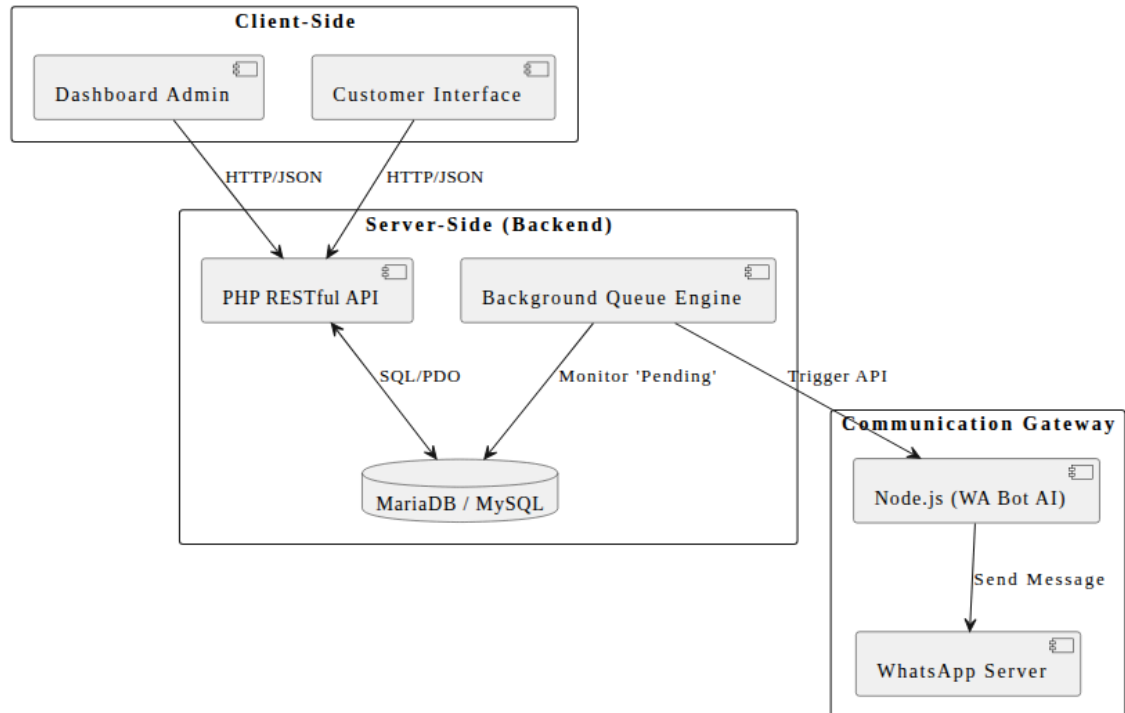 Client-Side
Dashboard Admin
Customer Interface
HTTP/JSON
HTTP/JSON
Server-Side (Backend)
PHP RESTful API
Background Queue Engine
SQL/PDO
Monitor 'Pending'
Trigger API
MariaDB / MySQL
Communication Gateway
Node.js (WA Bot AI)
Send Message
WhatsApp Server